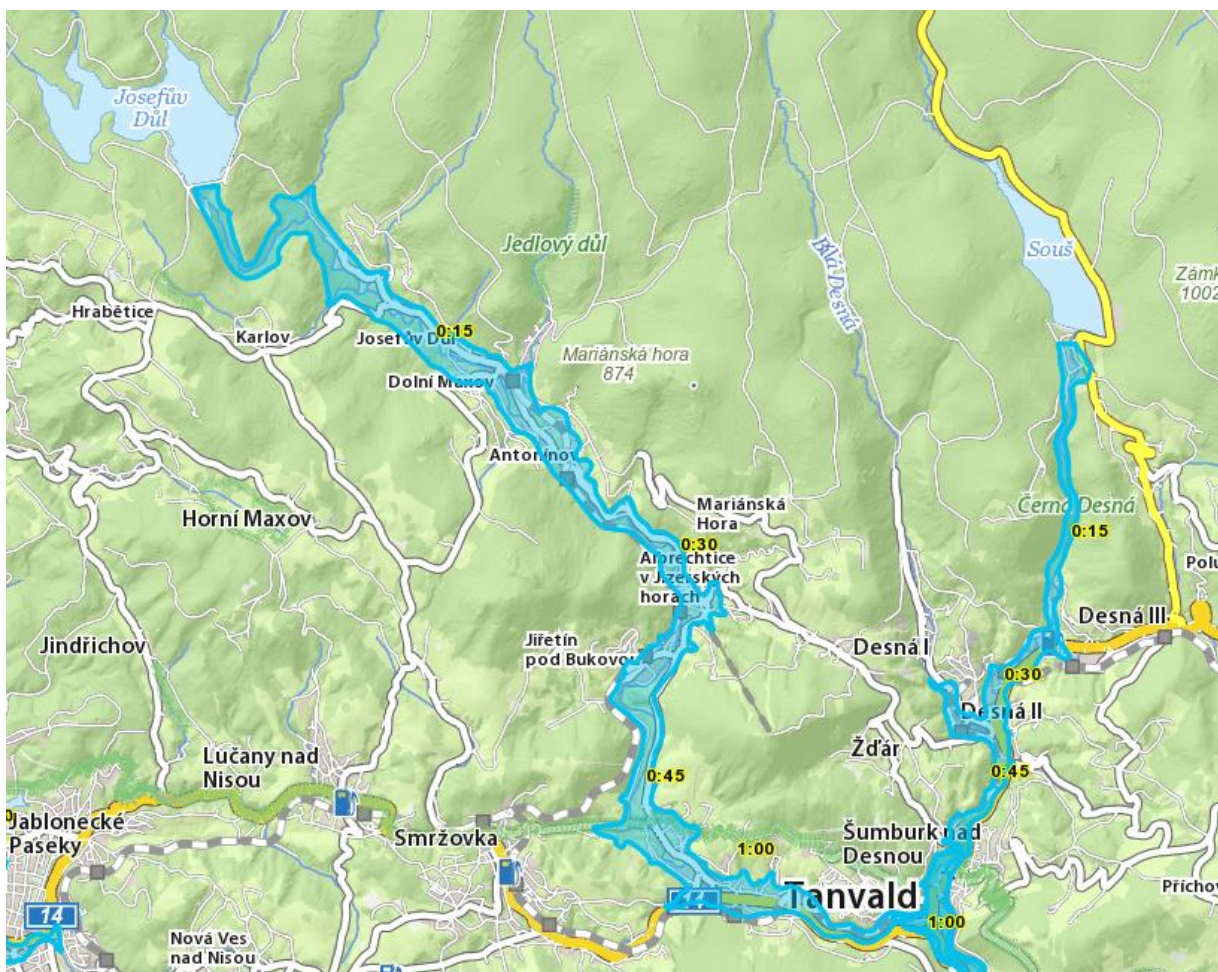 Josefův
Důl
Souš
Jedlový důl
Bílá Desná
Zámk
1002
Hrabětice
Karlov
Josefův Důl
0:15
Mariánská hora
874
Dolní Maxov
Antonínov
Horní Maxov
Mariánská
Hora
0:30
Albrechtice
v Jizerských
horách
Černá Desná
0:15
Polu
Jindřichov
Jiřetín
pod Bukovou
Desná I
Desná III
0:30
Desná II
Lučany nad
Nisou
Žďár
0:45
0:45
Jablonecké
Paseky
Smržovka
1:00
Šumburk nad
Desnou
Tanvald
Příchov
14
14
1:00
Nová Ves
nad Nisou